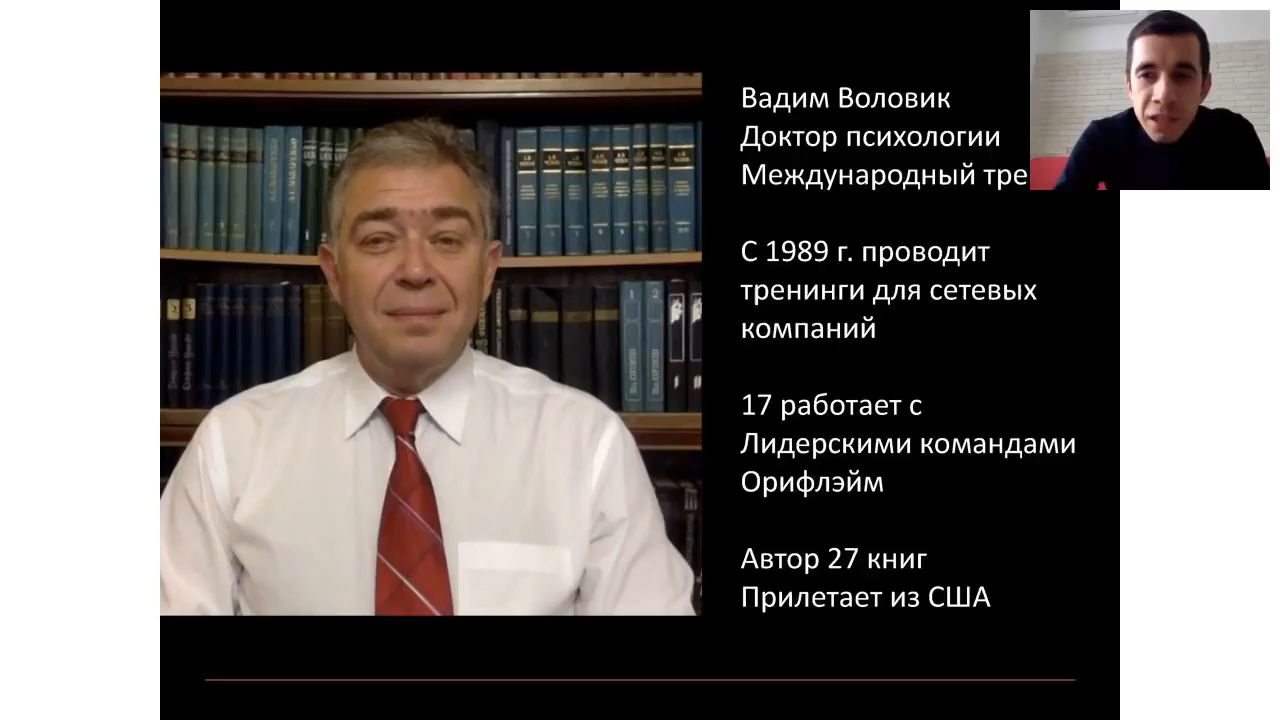 Вадим Воловик
Доктор психологии
Международный тре
С 1989 г. проводит
тренинги для сетевых
компаний
17 работает с
Лидерскими командами
Орифлэйм
Автор 27 книг
Прилетает из США